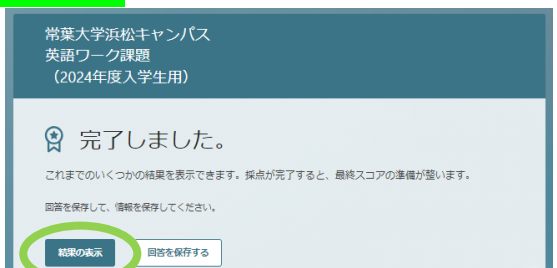 常葉大学浜松キャンパス
英語ワーク課題
（2024年度入学生用）
完了しました。
これまでのいくつかの結果を表示できます。採点が完了すると、最終スコアの準備が整います。
回答を保存して、情報を保存してください。
結果の表示
回答を保存する